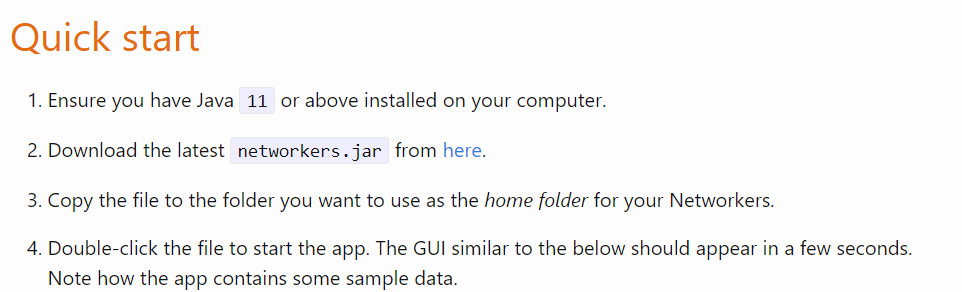 Quick start
1. Ensure you have Java 11 or above installed on your computer.
2. Download the latest networkers.jar from here.
3. Copy the file to the folder you want to use as the home folder for your Networkers.
4. Double-click the file to start the app. The GUI similar to the below should appear in a few seconds.
Note how the app contains some sample data.